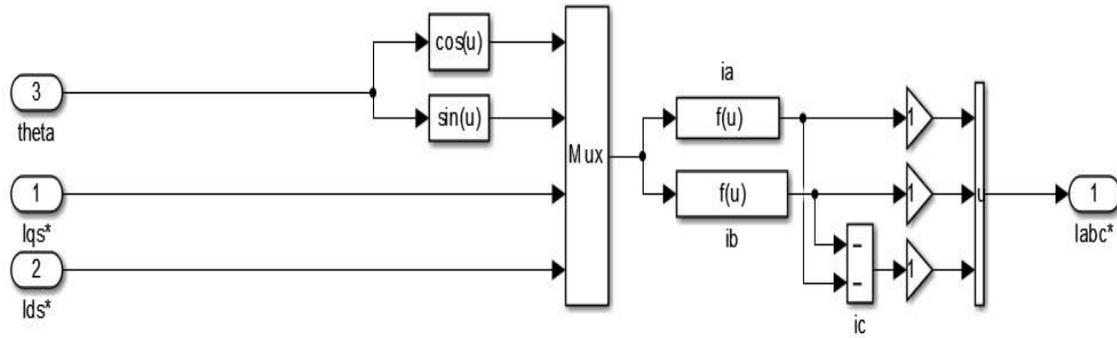 cos(u)
3
theta
sin(u)
1
Iqs*
2
Ids*
Mux
ia
f(u)
f(u)
ib
-
-
ic
1
1
1
u
1
Iabc*